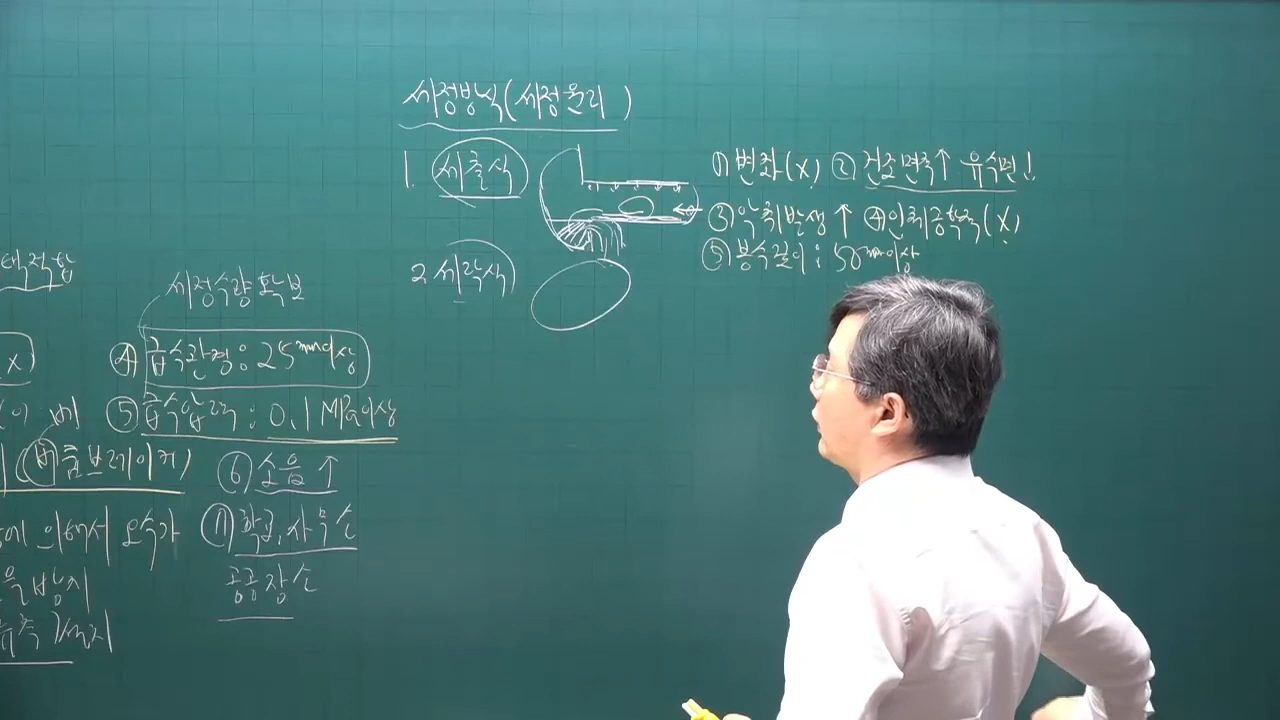 세정방식(세정원리)
1. 세출식
① 변좌(X) ② 건조면적↑ 유수면↓
③ 악취발생↑ ④ 인체공학적(X)
⑤ 봉수깊이 : 50mm이상
2. 세락식
세정수량 확보
X)
④ 급수관경 : 25mm이상
⑤ 급수압력 : 0.1 MPa이상
버큠브레이커)
⑥ 소음↑
에 의해서 오수가
⑦ 학교, 사무소
공공장소
을 방지